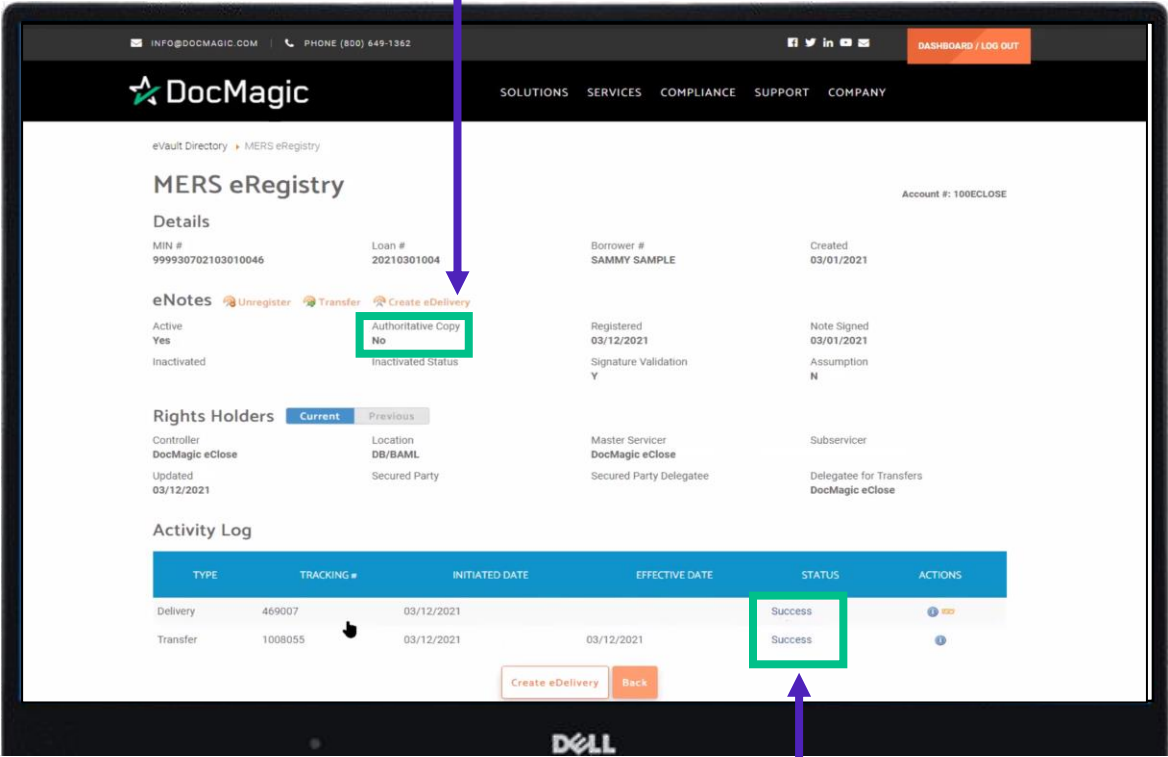 INFO@DOCMAGIC.COM | PHONE (800) 649-1362
DASHBOARD / LOG OUT
DocMagic
SOLUTIONS SERVICES COMPLIANCE SUPPORT COMPANY
eVault Directory MERS eRegistry
MERS eRegistry
Account #: 100ECLOSE
Details
MIN # Loan # Borrower # Created
999930702103010046 20210301004 SAMMY SAMPLE 03/01/2021
eNotes Unregister Transfer Create eDelivery
Active Authoritative Copy Registered Note Signed
Yes No 03/12/2021 03/01/2021
Inactivated Inactivated Status Signature Validation Assumption
Y N
Rights Holders Current Previous
Controller Location Master Servicer Subservicer
DocMagic eClose DB/BAML DocMagic eClose
Updated Secured Party Secured Party Delegatee Delegatee for Transfers
03/12/2021 DocMagic eClose
Activity Log
TYPE TRACKING # INITIATED DATE EFFECTIVE DATE STATUS ACTIONS
Delivery 469007 03/12/2021 Success
Transfer 1008055 03/12/2021 03/12/2021 Success
Create eDelivery Back
DELL